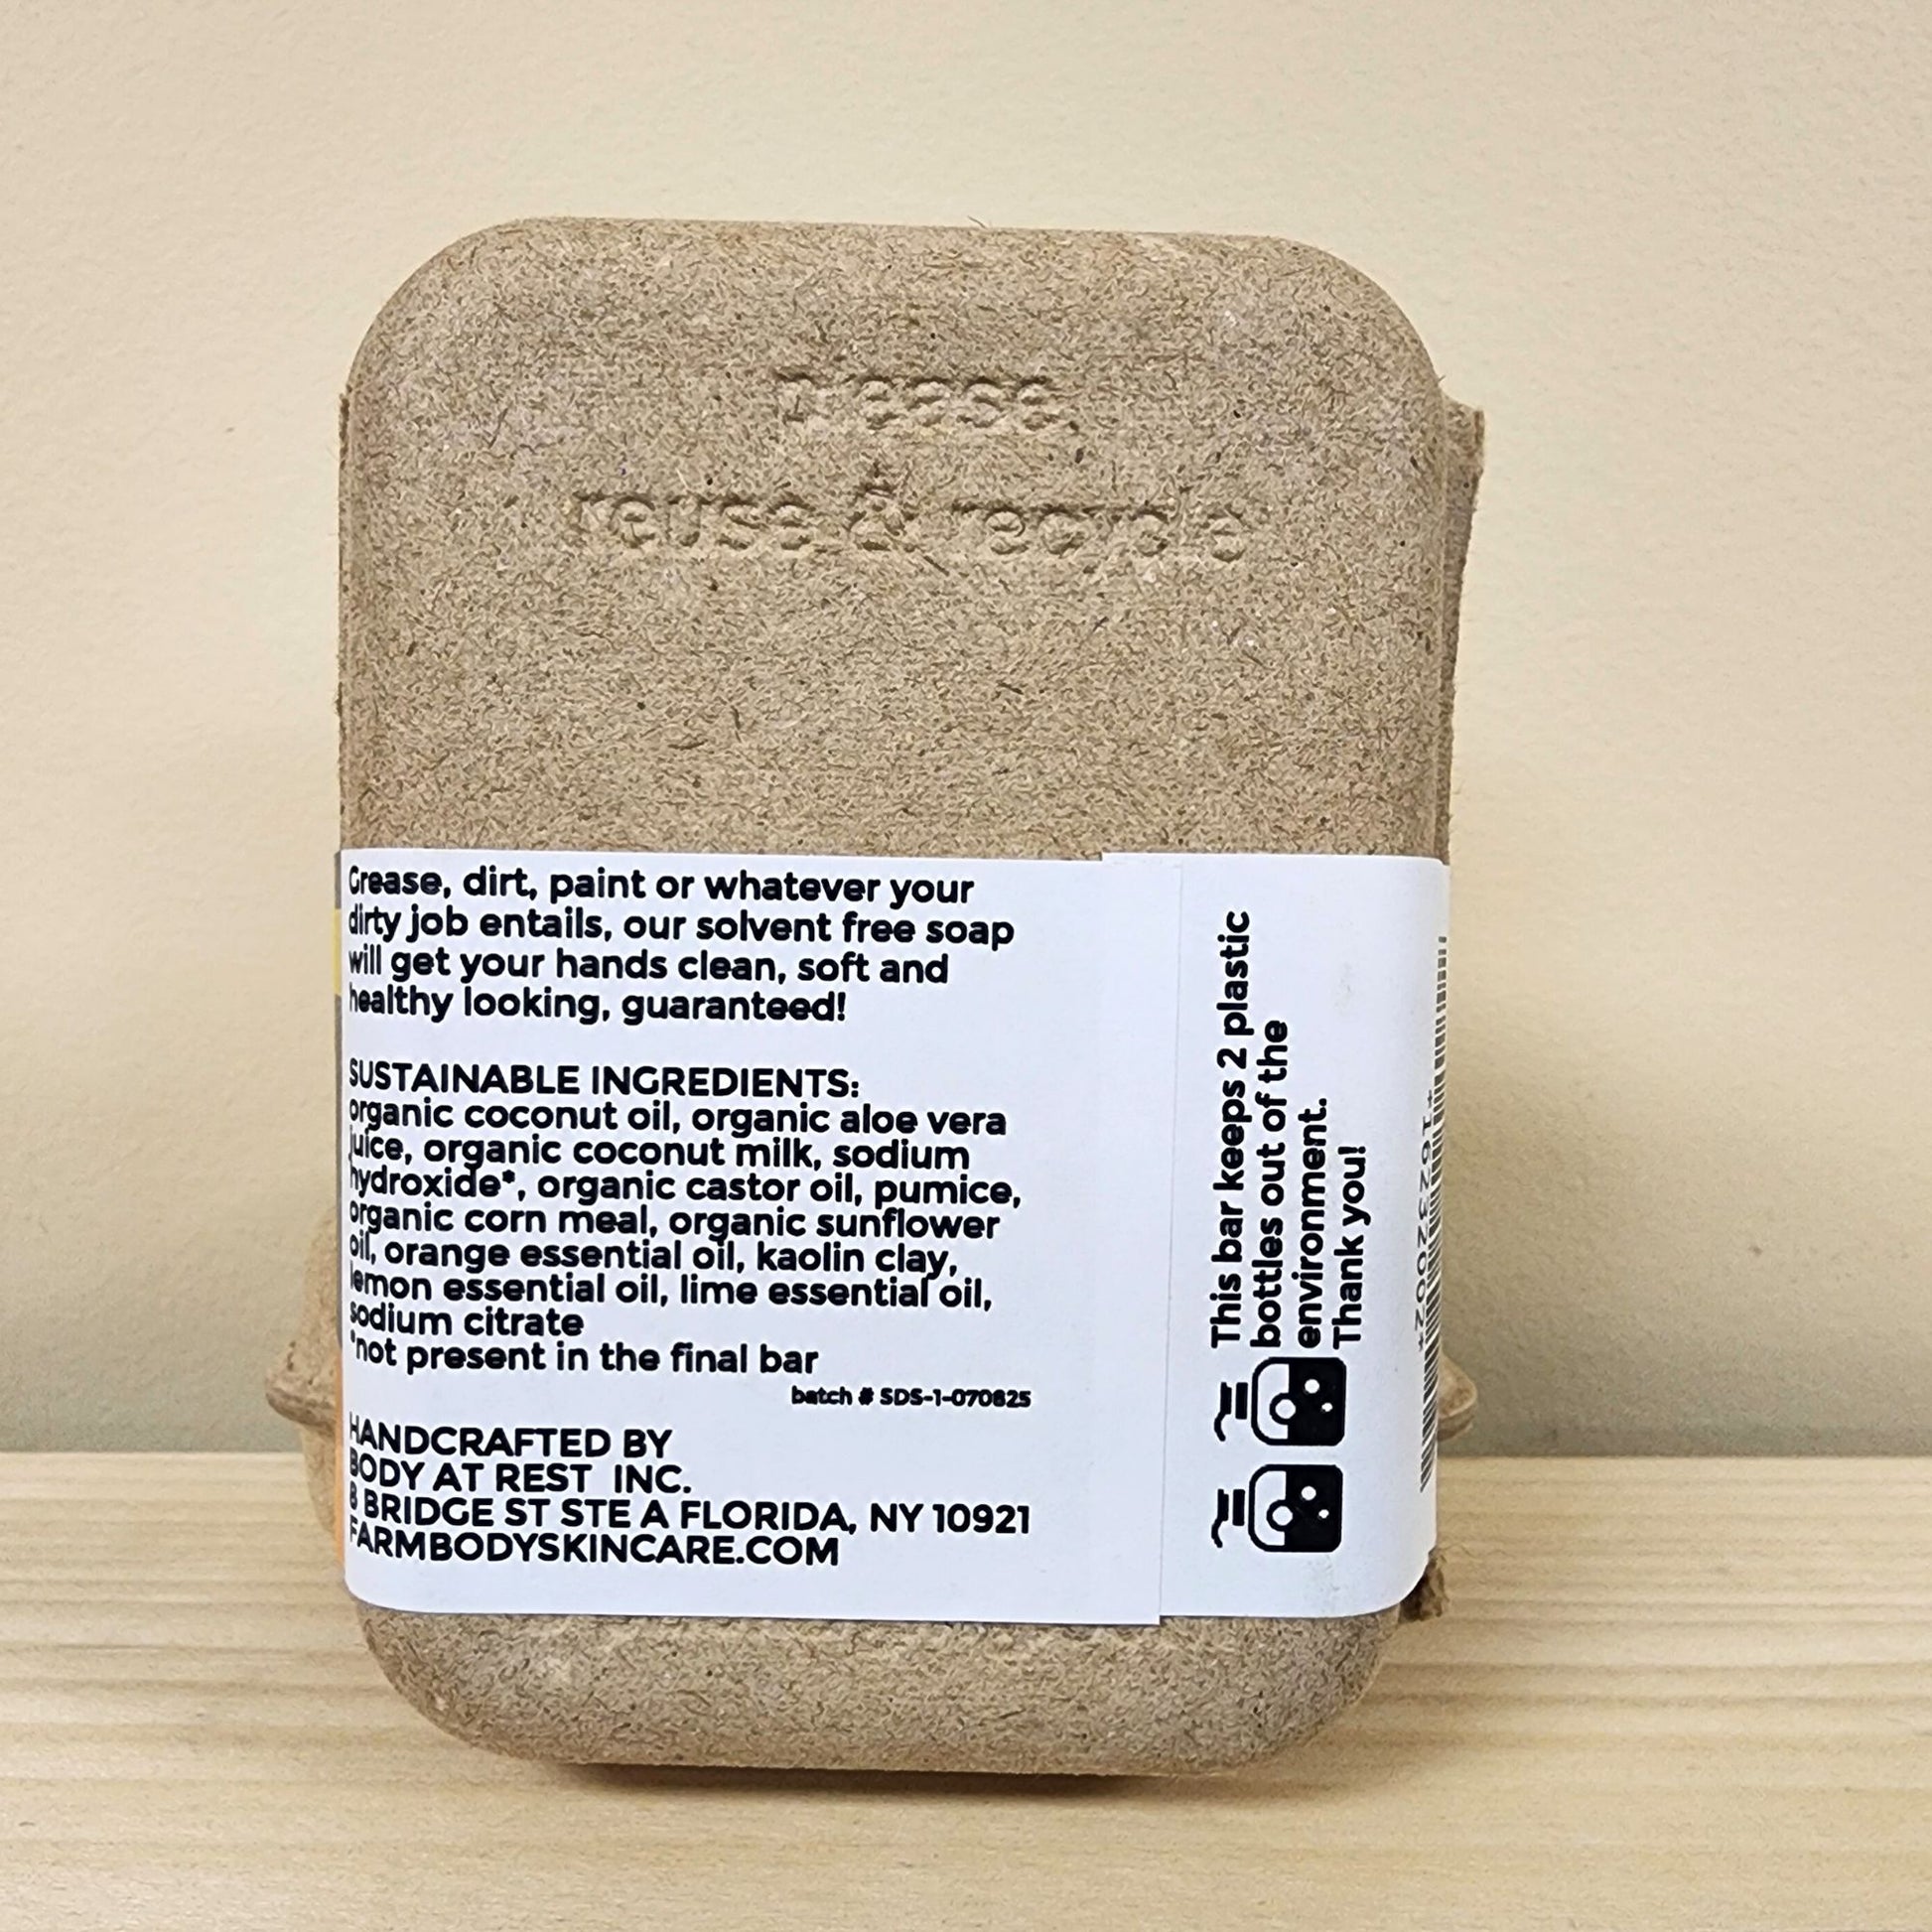 please
reuse & recycle
Grease, dirt, paint or whatever your
dirty job entails, our solvent free soap
will get your hands clean, soft and
healthy looking, guaranteed!
SUSTAINABLE INGREDIENTS:
organic coconut oil, organic aloe vera
juice, organic coconut milk, sodium
hydroxide*, organic castor oil, pumice,
organic corn meal, organic sunflower
oil, orange essential oil, kaolin clay,
lemon essential oil, lime essential oil,
sodium citrate
*not present in the final bar
batch # SDS-1-070825
HANDCRAFTED BY
BODY AT REST INC.
8 BRIDGE ST STE A FLORIDA, NY 10921
FARMBODYSKINCARE.COM
This bar keeps 2 plastic
bottles out of the
environment.
Thank you!